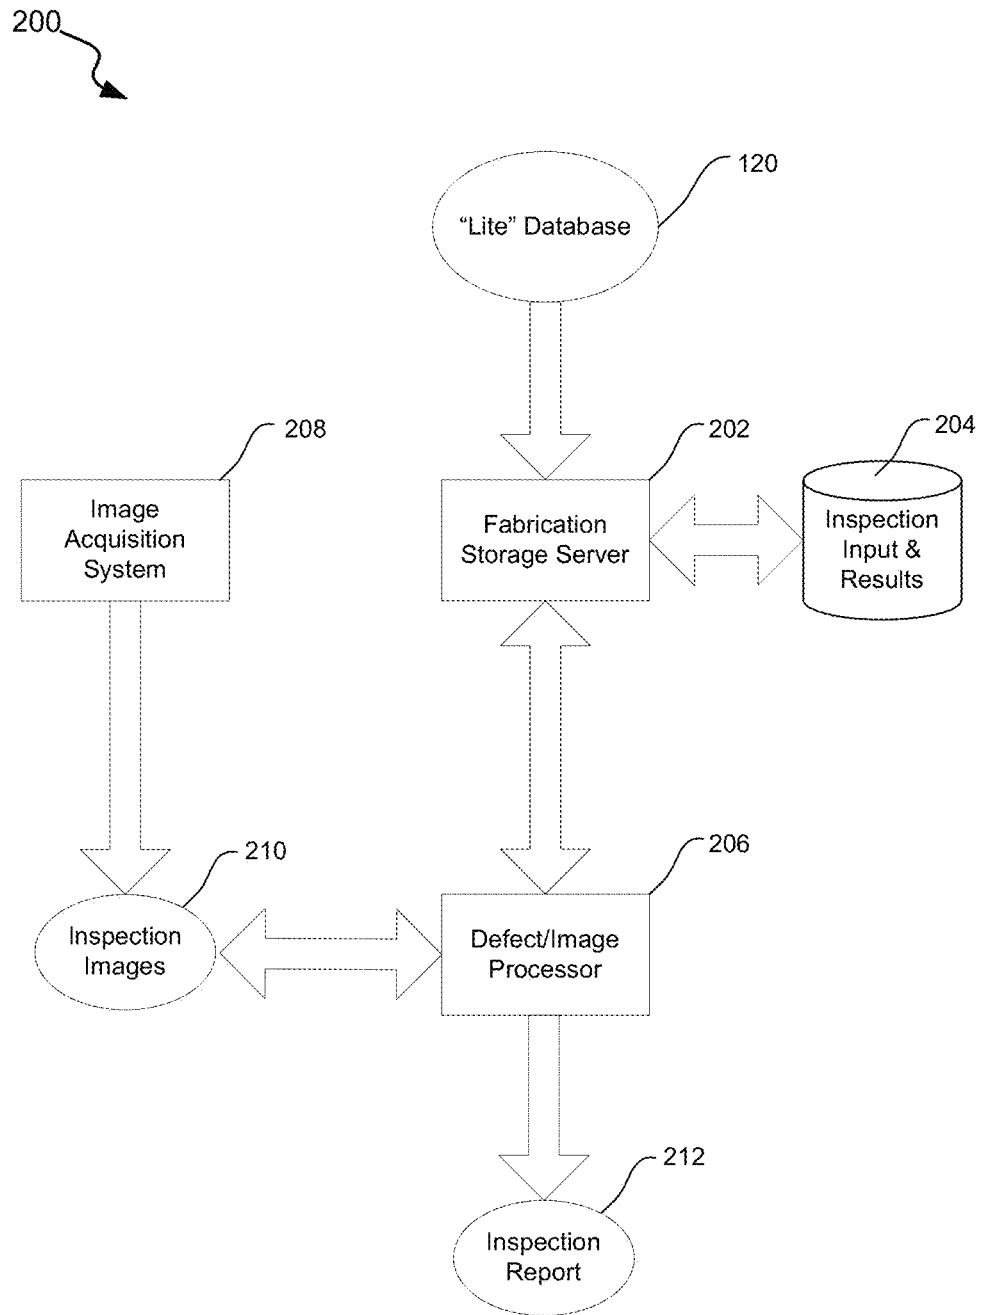 200
120
“Lite” Database
208
202
204
Image
Acquisition
System
Fabrication
Storage Server
Inspection
Input &
Results
210
206
Inspection
Images
Defect/Image
Processor
212
Inspection
Report